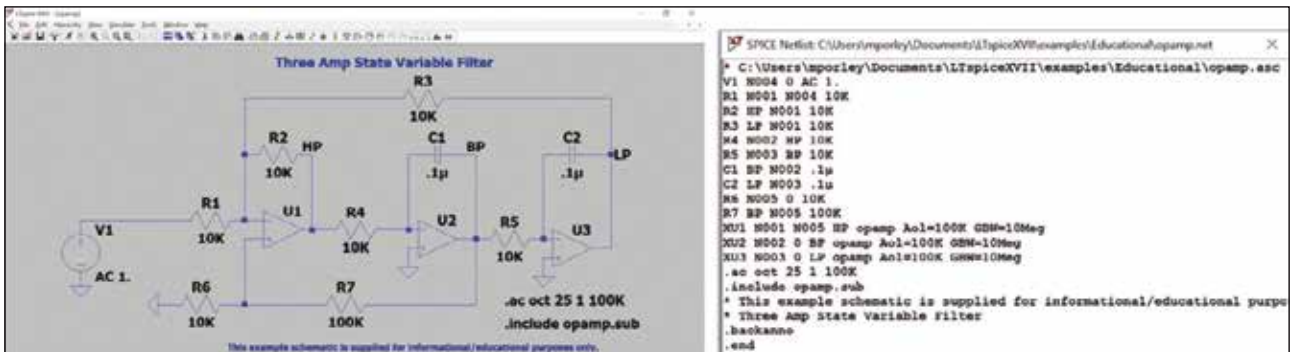 Three Amp State Variable Filter
R3
10K
R2
HP
10K
C1
.1µ
BP
C2
.1µ
LP
R1
10K
U1
R4
10K
U2
R5
10K
U3
V1
AC 1.
R6
10K
R7
100K
.ac oct 25 1 100K
.include opamp.sub
This example schematic is supplied for informational/educational purposes only.
SPICE Netlist: C:\Users\mporley\Documents\LTspiceXVII\examples\Educational\opamp.net
* C:\Users\mporley\Documents\LTspiceXVII\examples\Educational\opamp.asc
V1 N004 0 AC 1.
R1 N001 N004 10K
R2 HP N001 10K
R3 LP N001 10K
R4 N002 HP 10K
R5 N003 BP 10K
C1 BP N002 .1µ
C2 LP N003 .1µ
R6 N005 0 10K
R7 BP N005 100K
XU1 N001 N005 HP opamp Aol=100K GBW=10Meg
XU2 N002 0 BP opamp Aol=100K GBW=10Meg
XU3 N003 0 LP opamp Aol=100K GBW=10Meg
.ac oct 25 1 100K
.include opamp.sub
* This example schematic is supplied for informational/educational purpo
* Three Amp State Variable Filter
.backanno
.end